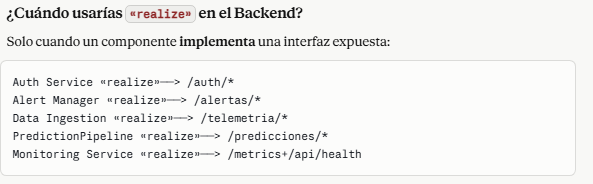 ¿Cuándo usarías «realize» en el Backend?
Solo cuando un componente implementa una interfaz expuesta:
Auth Service «realize»──> /auth/*
Alert Manager «realize»──> /alertas/*
Data Ingestion «realize»──> /telemetria/*
PredictionPipeline «realize»──> /predicciones/*
Monitoring Service «realize»──> /metrics+/api/health